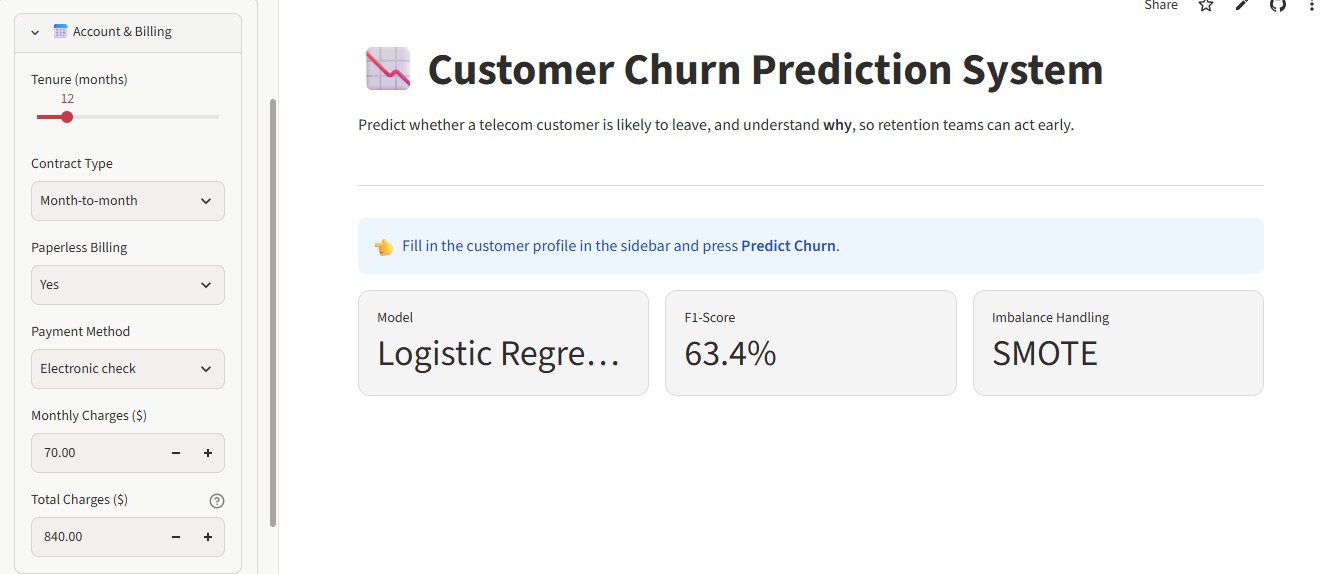 Account & Billing
Tenure (months)
12
Contract Type
Month-to-month
Paperless Billing
Yes
Payment Method
Electronic check
Monthly Charges ($)
70.00
Total Charges ($)
840.00
Share
Customer Churn Prediction System
Predict whether a telecom customer is likely to leave, and understand why, so retention teams can act early.
Fill in the customer profile in the sidebar and press Predict Churn.
Model
Logistic Regre…
F1-Score
63.4%
Imbalance Handling
SMOTE